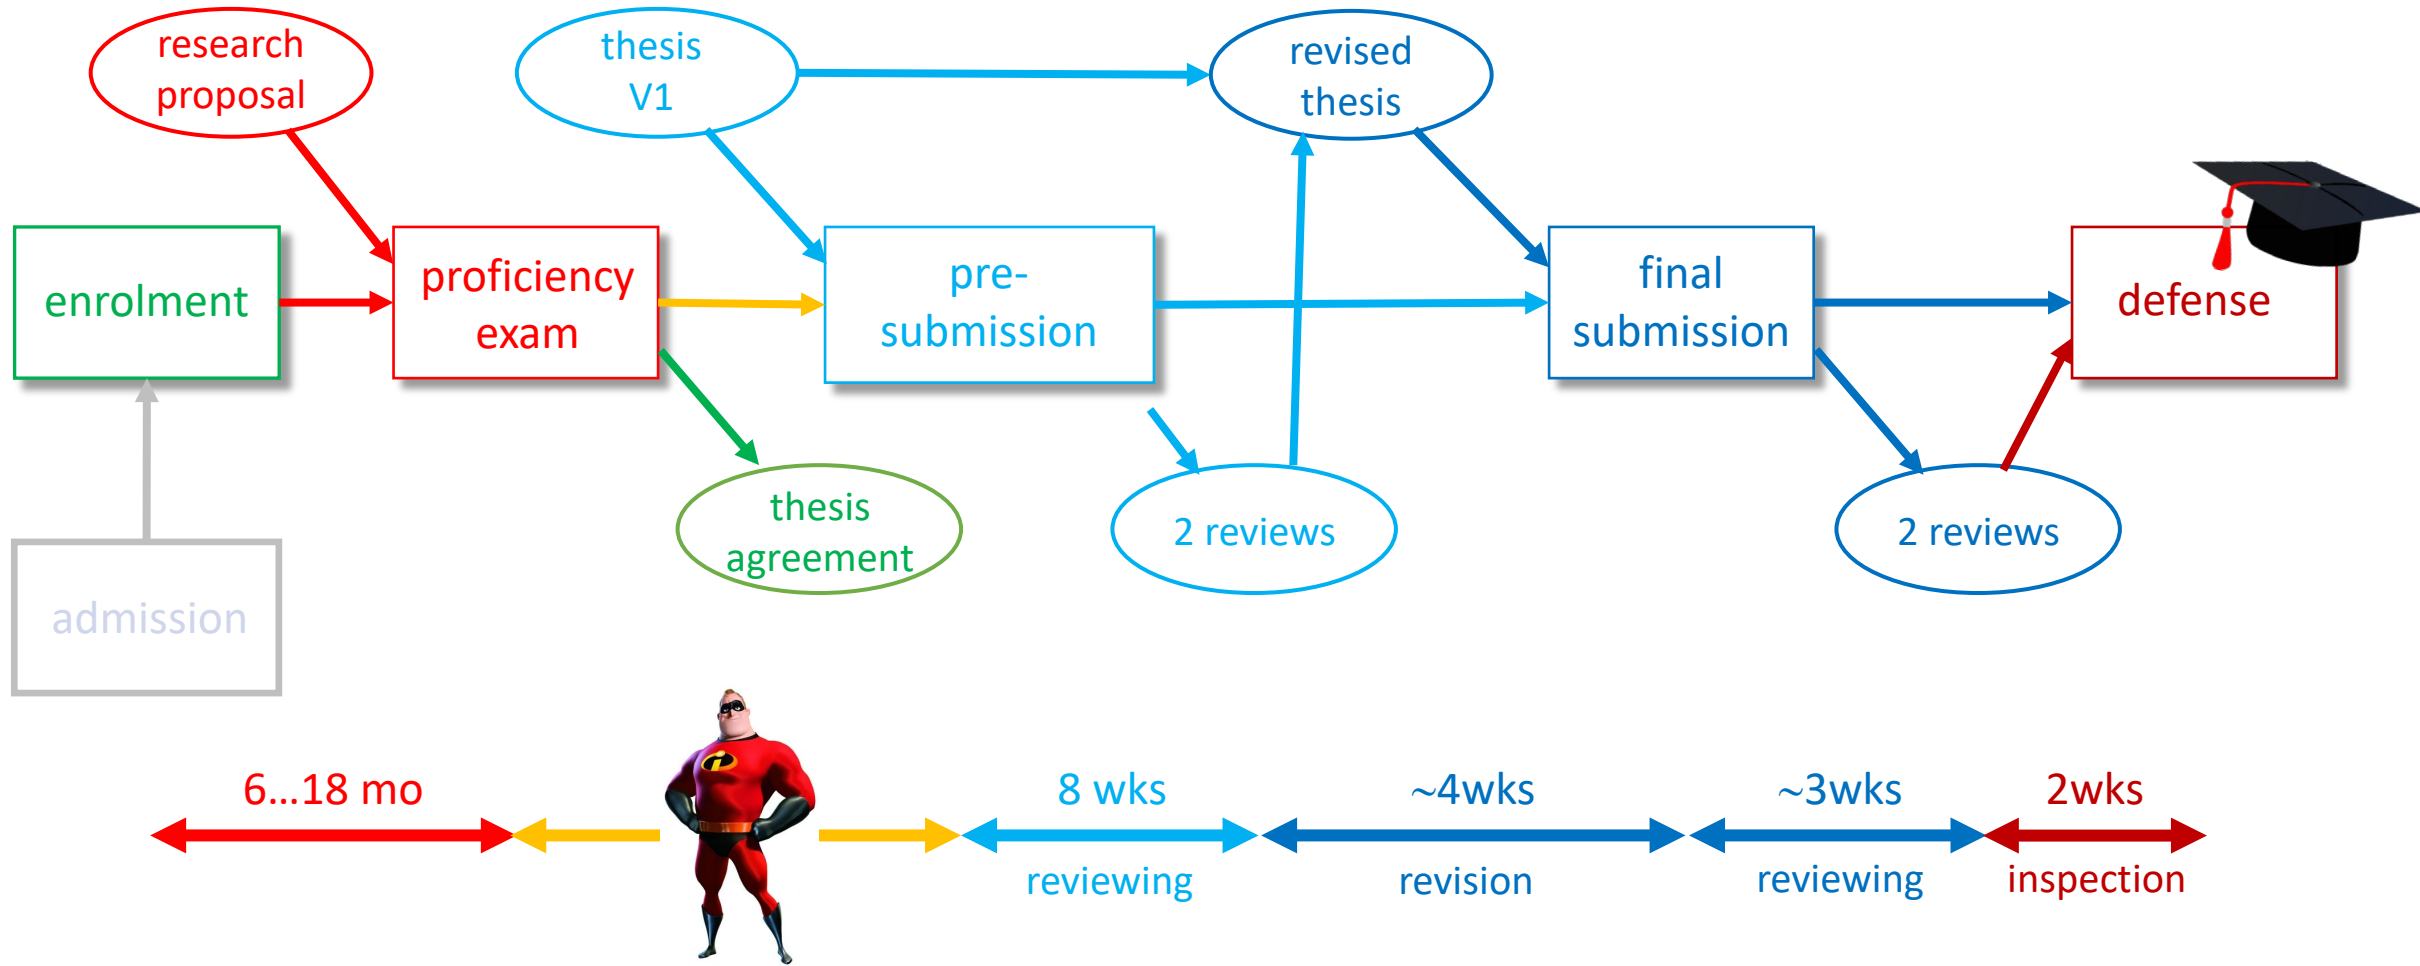 research
proposal
thesis
V1
revised
thesis
enrolment
proficiency
exam
pre-
submission
final
submission
defense
thesis
agreement
2 reviews
2 reviews
admission
6...18 mo
8 wks
~4wks
~3wks
2wks
reviewing
revision
reviewing
inspection